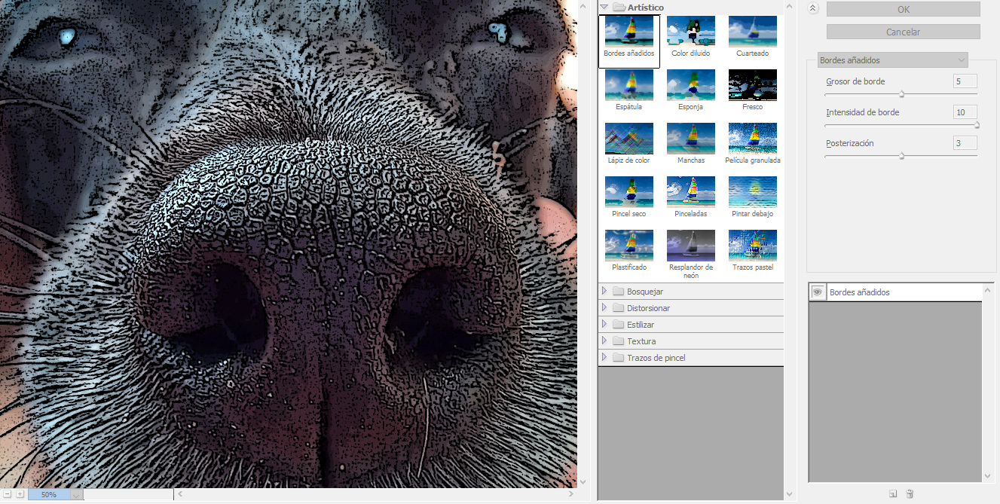 Artístico
Bordes añadidos
Color diluido
Cuarteado
Espátula
Esponja
Fresco
Lápiz de color
Manchas
Película granulada
Pincel seco
Pinceladas
Pintar debajo
Plastificado
Resplandor de
neón
Trazos pastel
Bosquejar
Distorsionar
Estilizar
Textura
Trazos de pincel
50%
OK
Cancelar
Bordes añadidos
Grosor de borde 5
Intensidad de borde 10
Posterización 3
Bordes añadidos